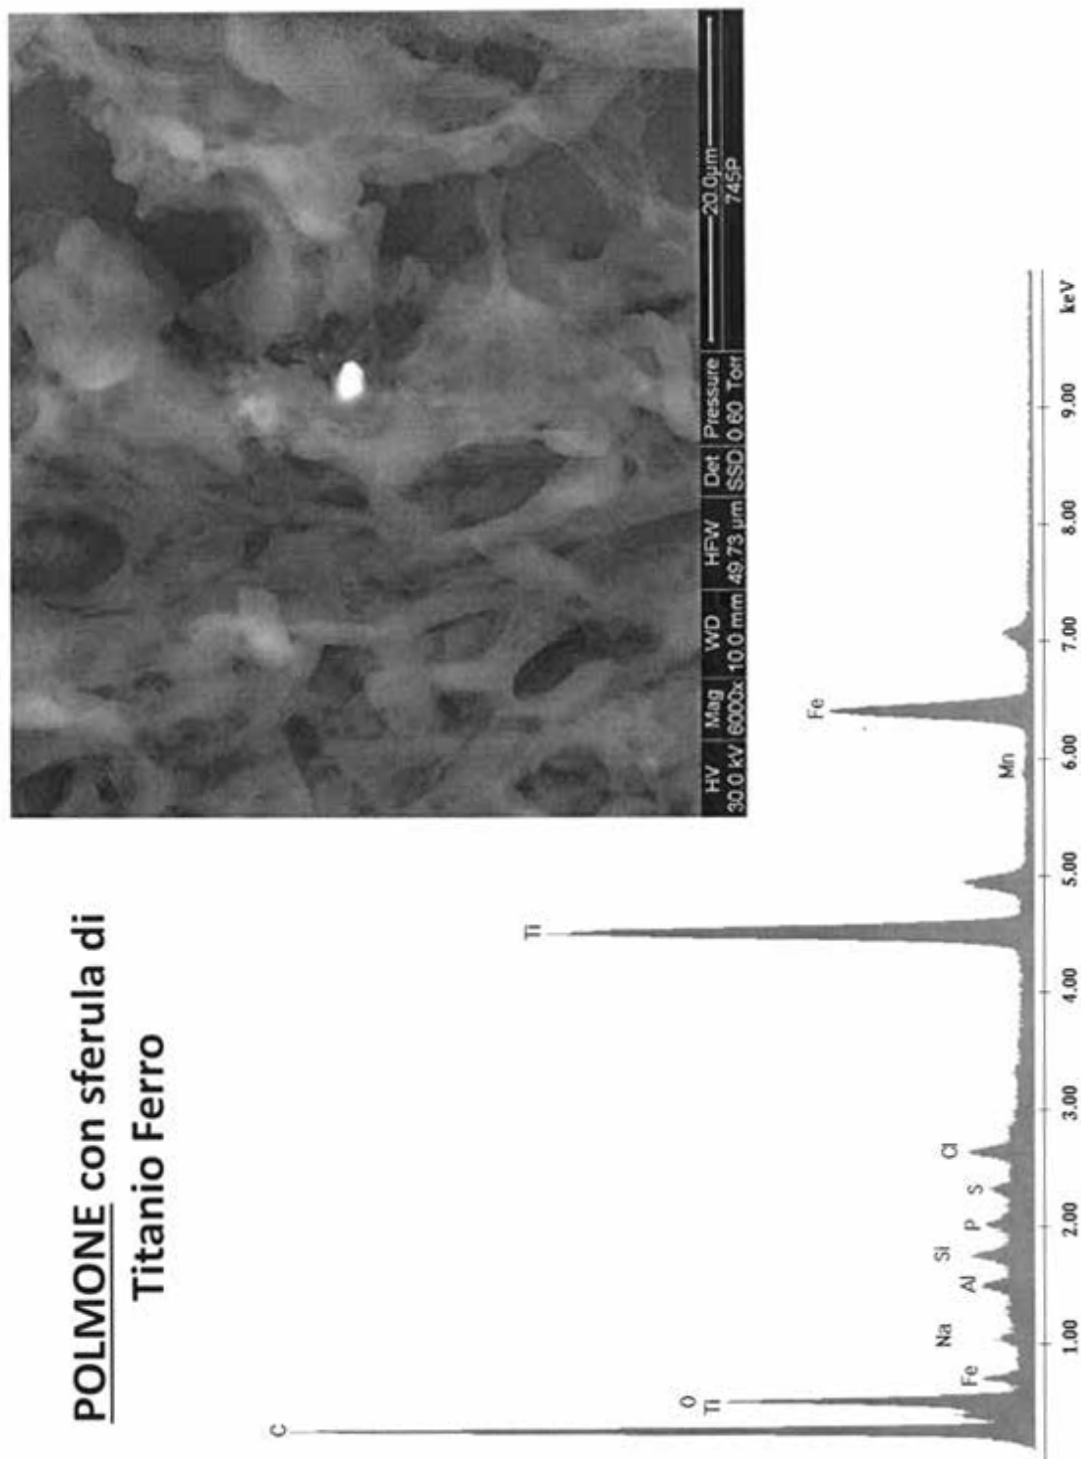 POLMONE con sferula di
Titanio Ferro
HV Mag WD HFW Det Pressure 20.0µm
30.0 kV 6000x 10.0 mm 49.73 µm SSD 0.60 Torr 745P
C
O
Ti
Fe
Na
Al
Si
P
S
Cl
Ti
Mn
Fe
1.00 2.00 3.00 4.00 5.00 6.00 7.00 8.00 9.00 keV